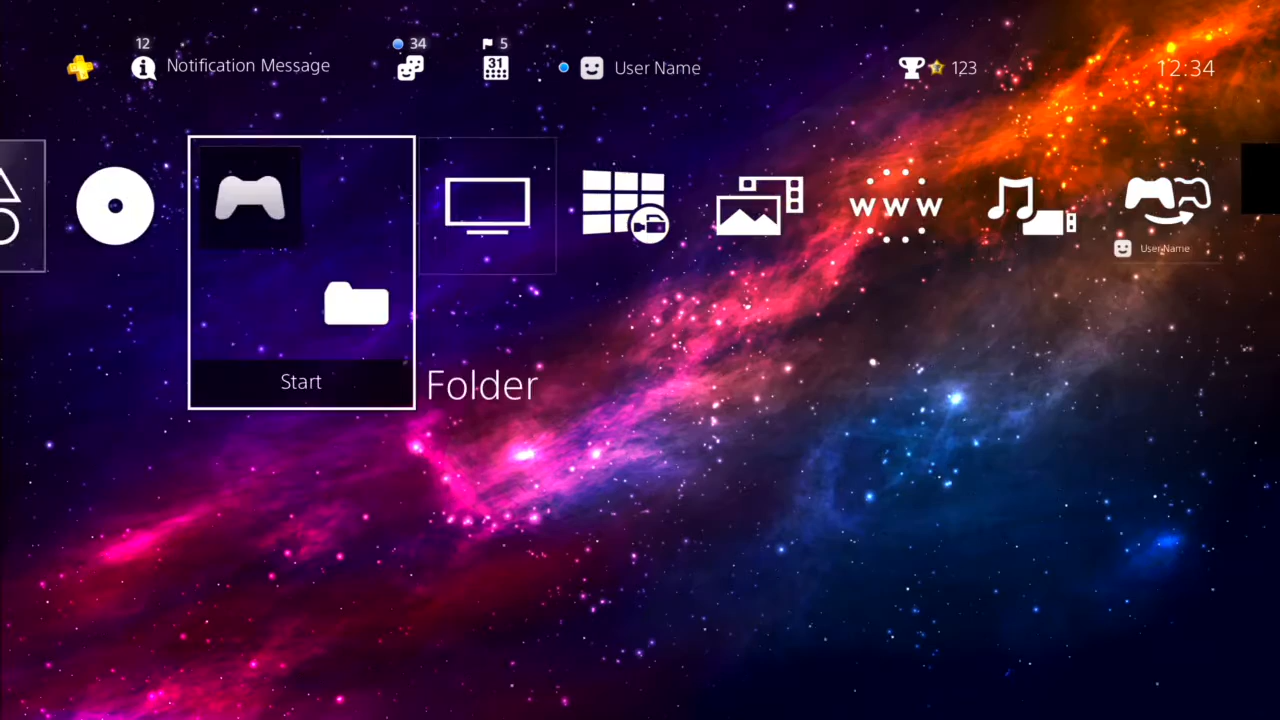 12
34
5
Notification Message
31
User Name
123
12:34
WWW
User Name
Start
Folder